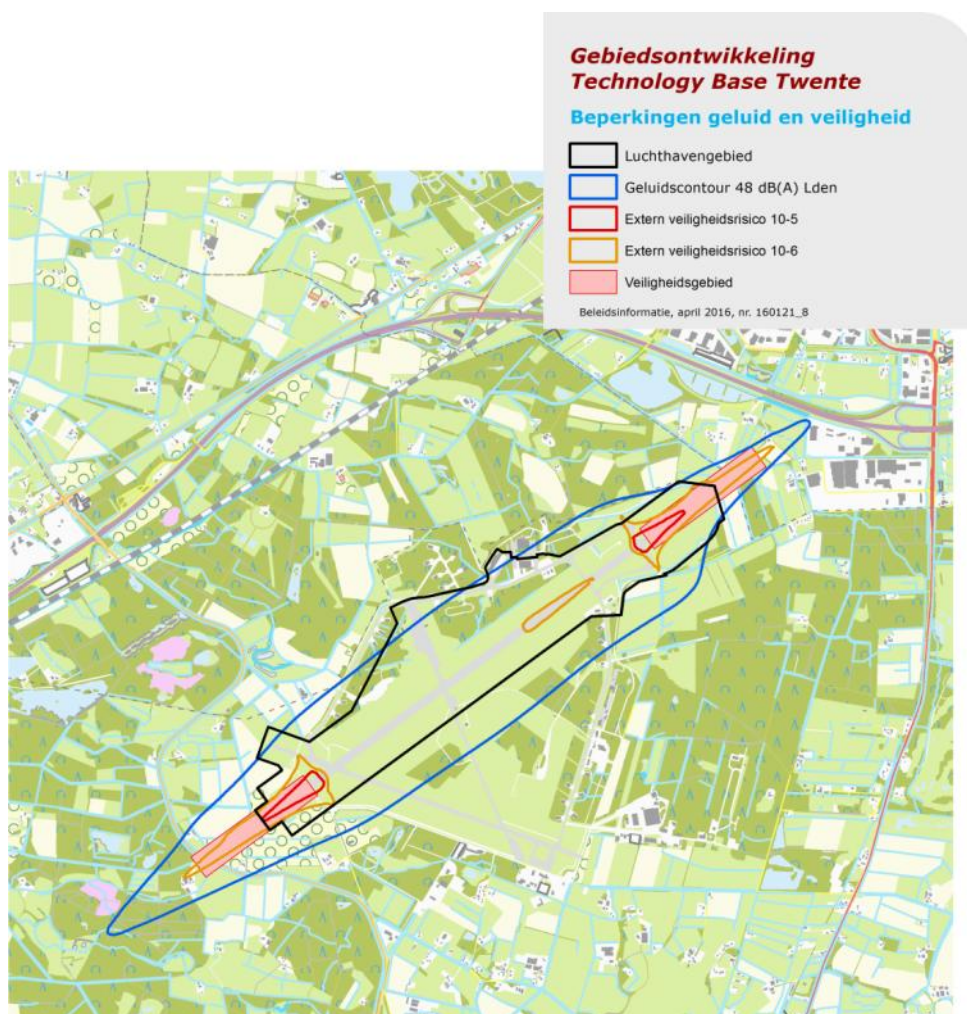 Gebiedsontwikkeling
Technology Base Twente
Beperkingen geluid en veiligheid
Luchthavengebied
Geluidscontour 48 dB(A) Lden
Extern veiligheidsrisico 10-5
Extern veiligheidsrisico 10-6
Veiligheidsgebied
Beleidsinformatie, april 2016, nr. 160121_8